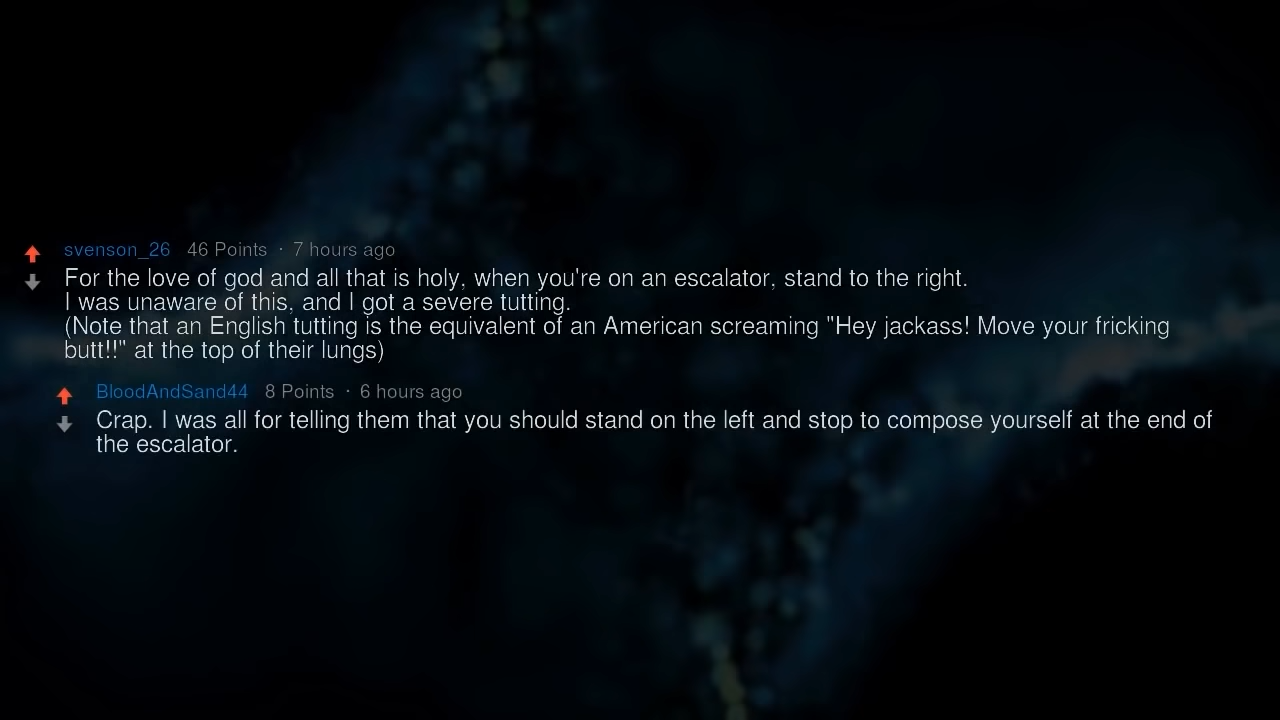 svenson_26 46 Points · 7 hours ago
For the love of god and all that is holy, when you're on an escalator, stand to the right.
I was unaware of this, and I got a severe tutting.
(Note that an English tutting is the equivalent of an American screaming "Hey jackass! Move your fricking
butt!!" at the top of their lungs)
BloodAndSand44 8 Points · 6 hours ago
Crap. I was all for telling them that you should stand on the left and stop to compose yourself at the end of
the escalator.